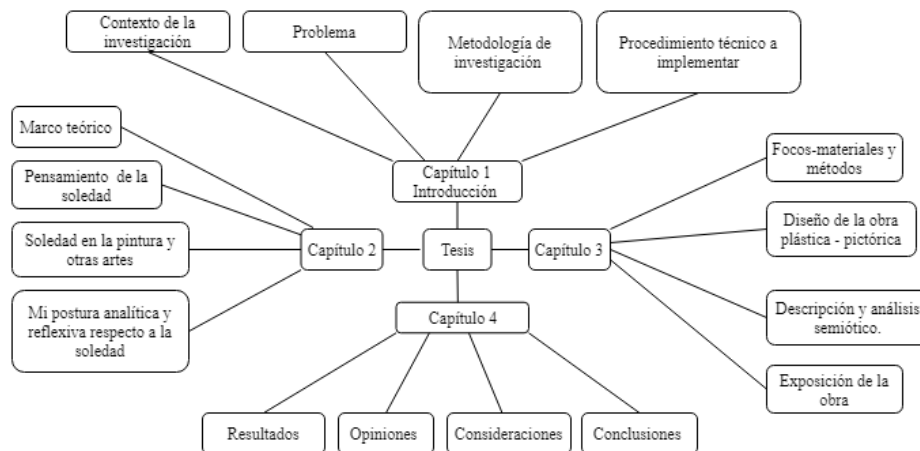 Contexto de la
investigación
Problema
Metodología de
investigación
Procedimiento técnico a
implementar
Capítulo 1
Introducción
Marco teórico
Pensamiento de la
soledad
Soledad en la pintura y
otras artes
Mi postura analítica y
reflexiva respecto a la
soledad
Capítulo 2
Tesis
Capítulo 3
Focos-materiales y
métodos
Diseño de la obra
plástica - pictórica
Descripción y análisis
semiótico.
Exposición de la
obra
Capítulo 4
Resultados
Opiniones
Consideraciones
Conclusiones